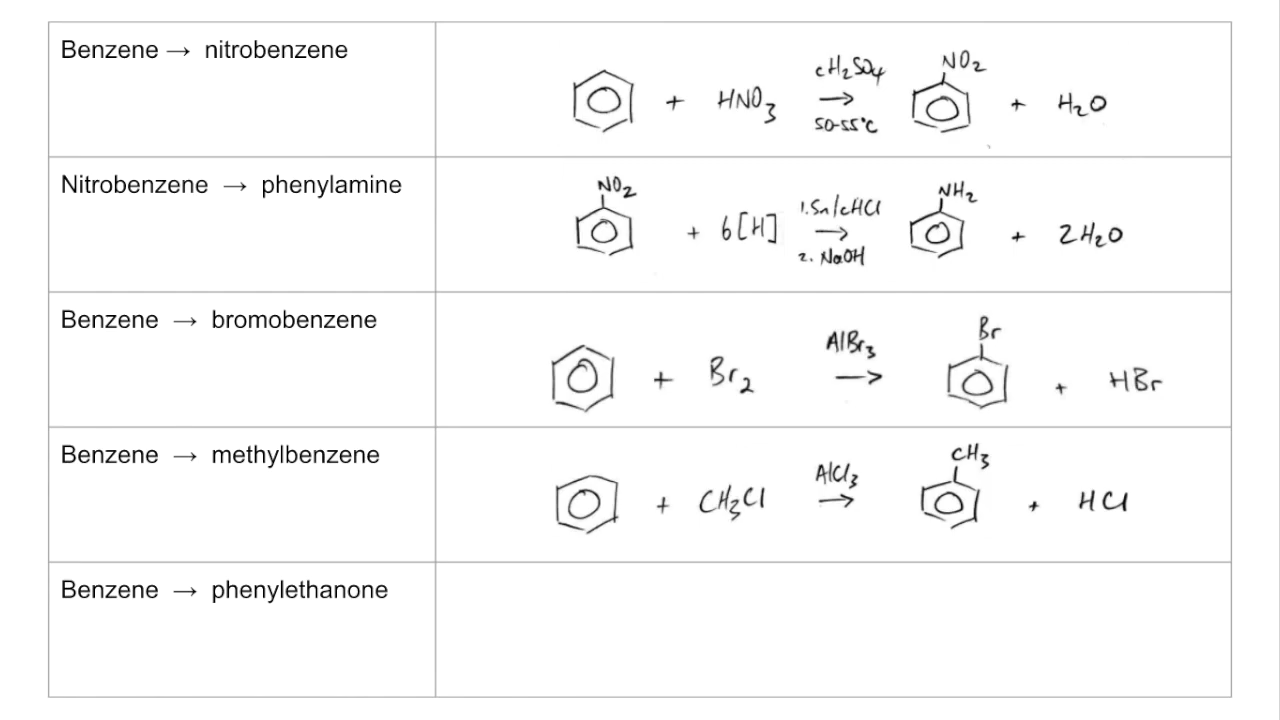 Benzene → nitrobenzene
+ HNO3 cH2SO4 → 50-55°C NO2 + H2O
Nitrobenzene → phenylamine
NO2 + 6[H] 1. Sn/cHCl → 2. NaOH NH2 + 2H2O
Benzene → bromobenzene
+ Br2 AlBr3 → Br + HBr
Benzene → methylbenzene
+ CH3Cl AlCl3 → CH3 + HCl
Benzene → phenylethanone